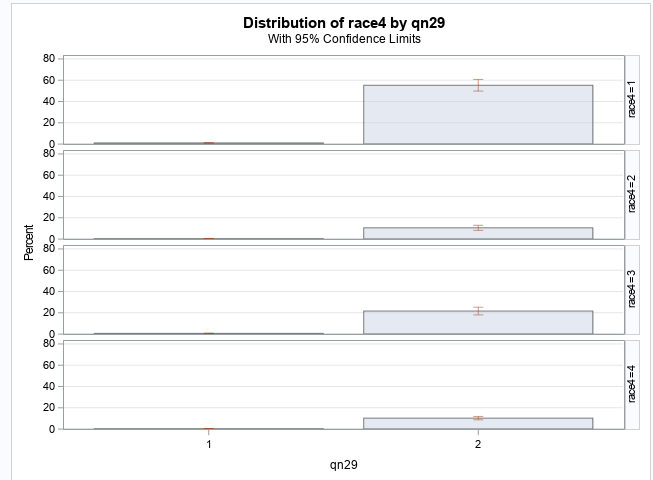 Distribution of race4 by qn29
With 95% Confidence Limits
Percent
80
60
40
20
0
race4 = 1
80
60
40
20
0
race4 = 2
80
60
40
20
0
race4 = 3
80
60
40
20
0
race4 = 4
1 2
qn29